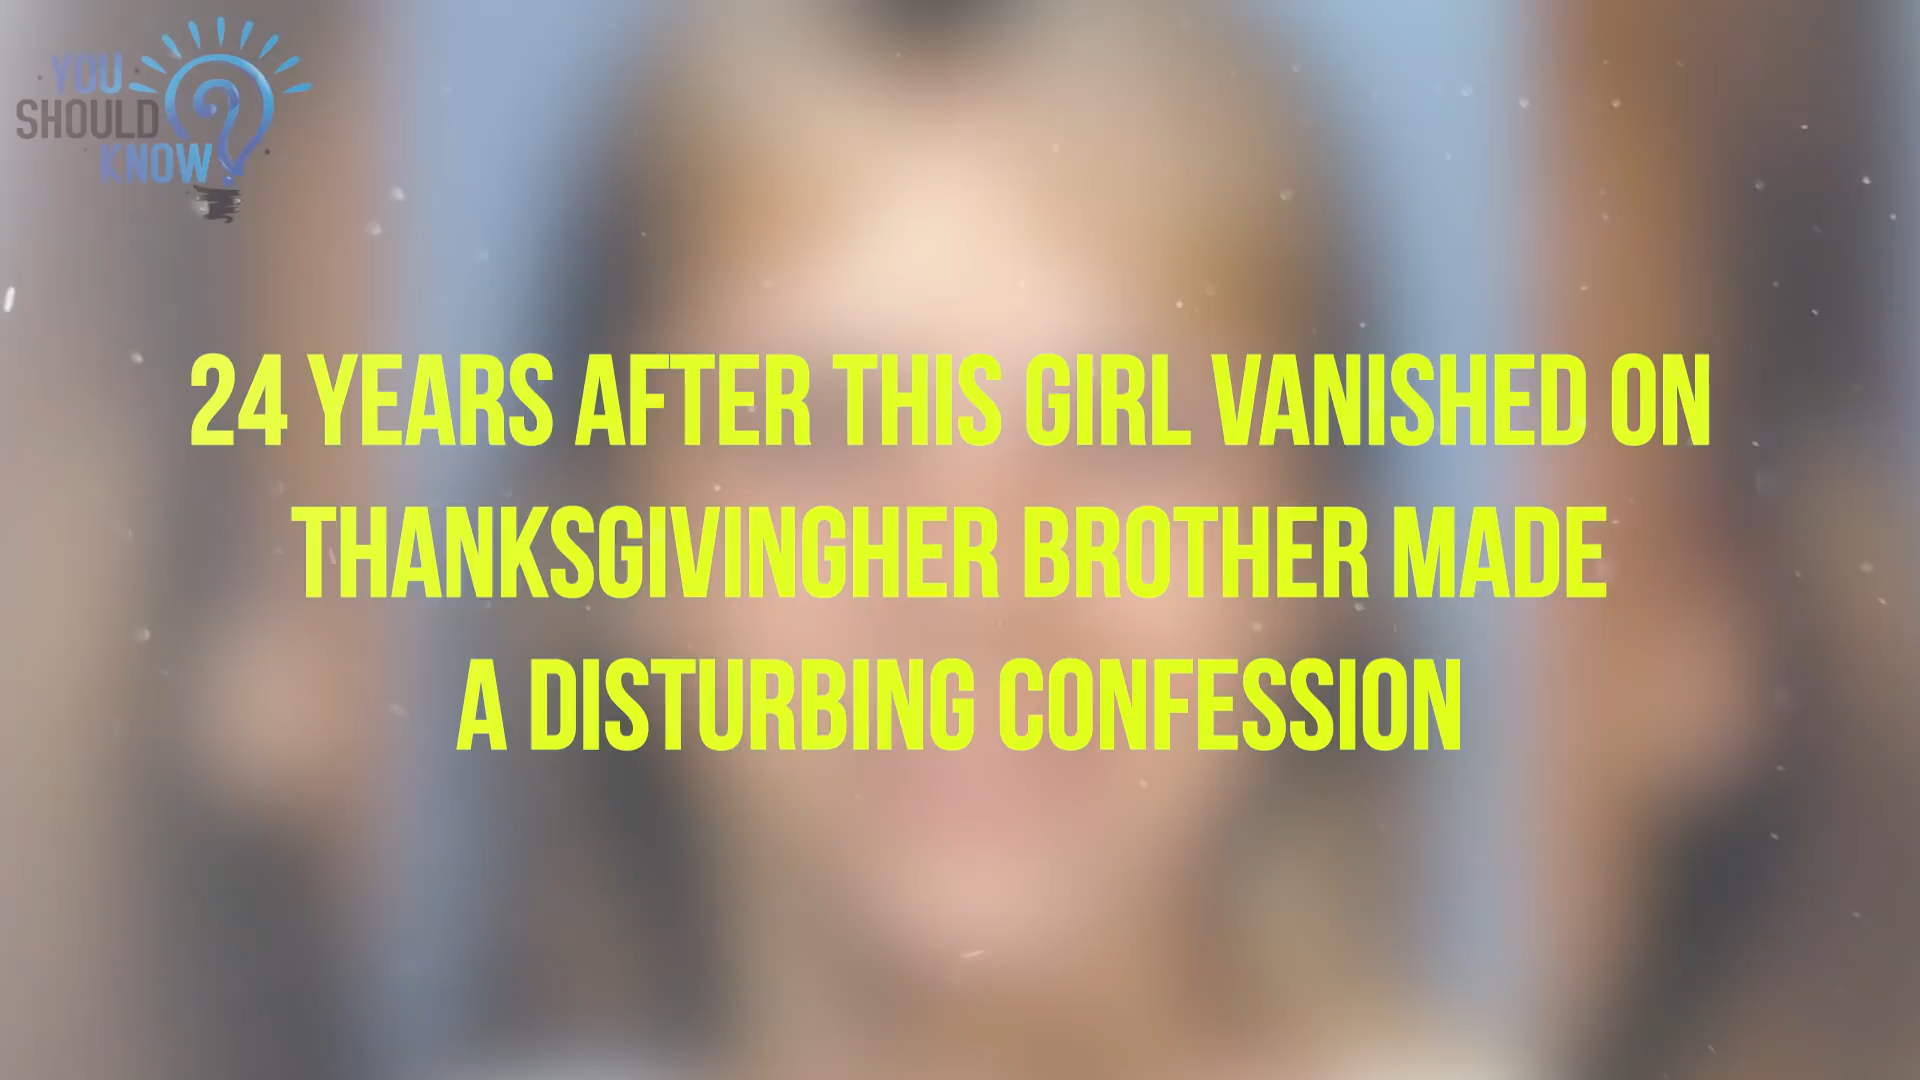 YOU
SHOULD
KNOW
24 YEARS AFTER THIS GIRL VANISHED ON
THANKSGIVINGHER BROTHER MADE
A DISTURBING CONFESSION